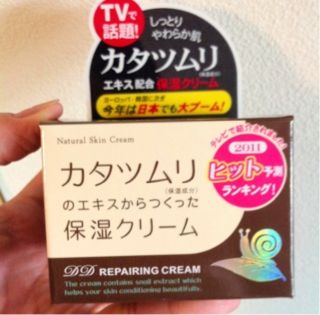 TVで
話題!
しっとり
やわらか肌
カタツムリ
(保湿成分)
エキス配合 保湿クリーム
ヨーロッパ・韓国に次ぎ
今年は日本でも大ブーム!
Natural Skin Cream
テレビで紹介されました!
2011
ヒット予測
ランキング!
カタツムリ
(保湿成分)
のエキスからつくった
保湿クリーム
DD REPAIRING CREAM
The cream contains snail extract which
helps your skin conditioning beautifully.